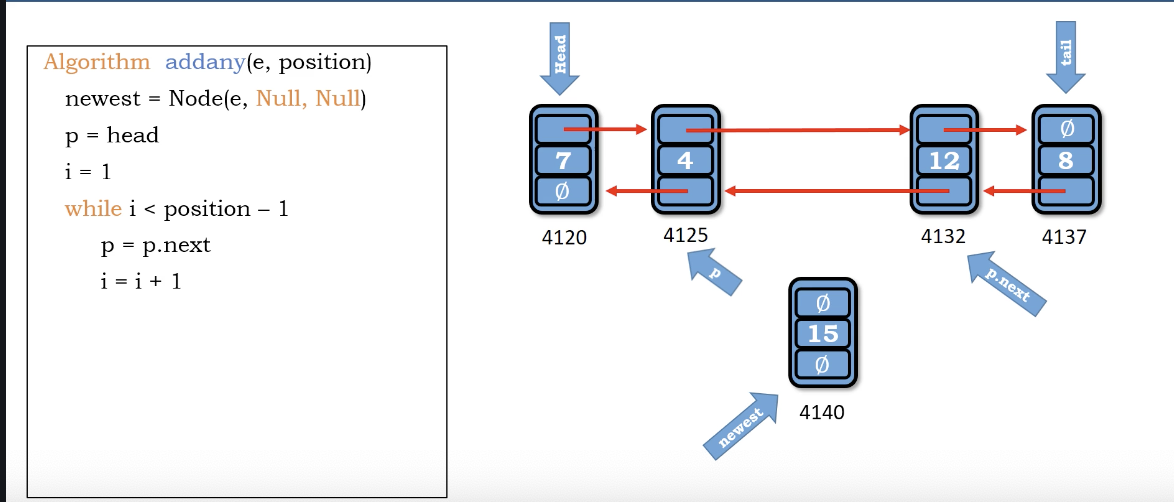 Algorithm addany(e, position)
newest = Node(e, Null, Null)
p = head
i = 1
while i < position – 1
p = p.next
i = i + 1
Head
tail
∅
7
4
12
8
∅
4120
4125
4132
4137
p
p.next
∅
15
∅
4140
newest